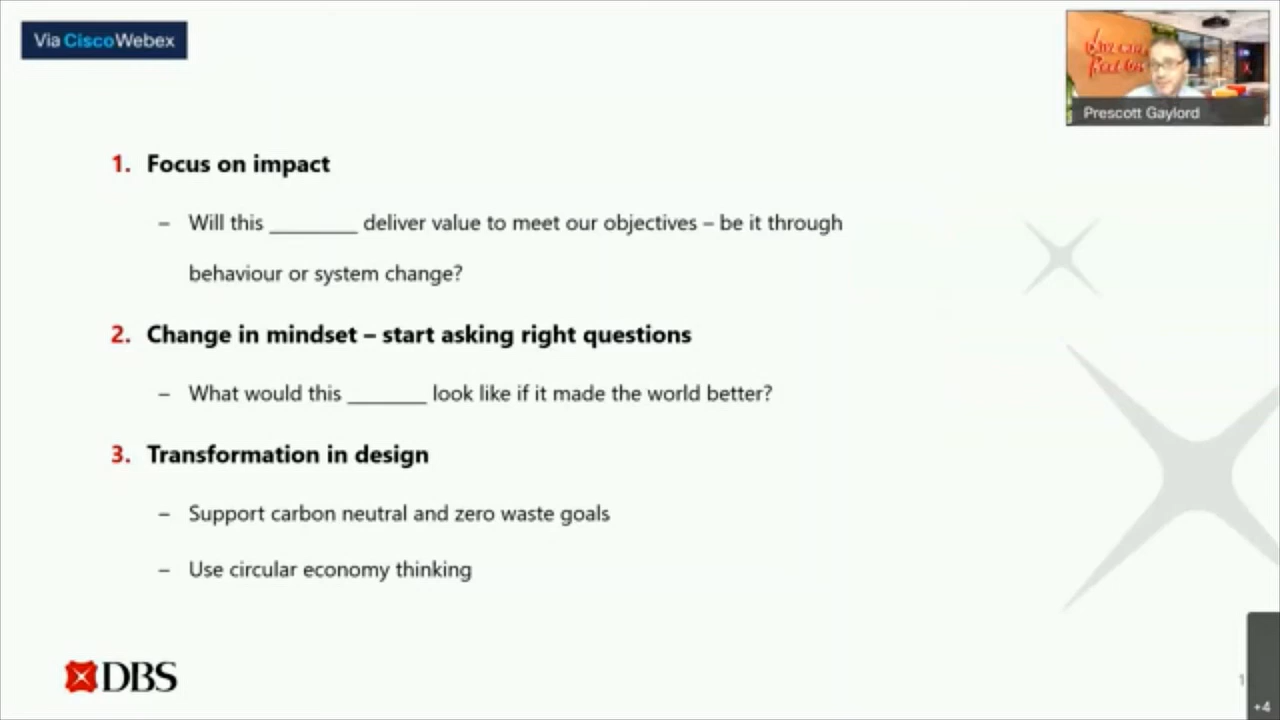 Via CiscoWebex
Prescott Gaylord
1. Focus on impact
– Will this ________ deliver value to meet our objectives – be it through
behaviour or system change?
2. Change in mindset – start asking right questions
– What would this _______ look like if it made the world better?
3. Transformation in design
– Support carbon neutral and zero waste goals
– Use circular economy thinking
DBS
1
+4